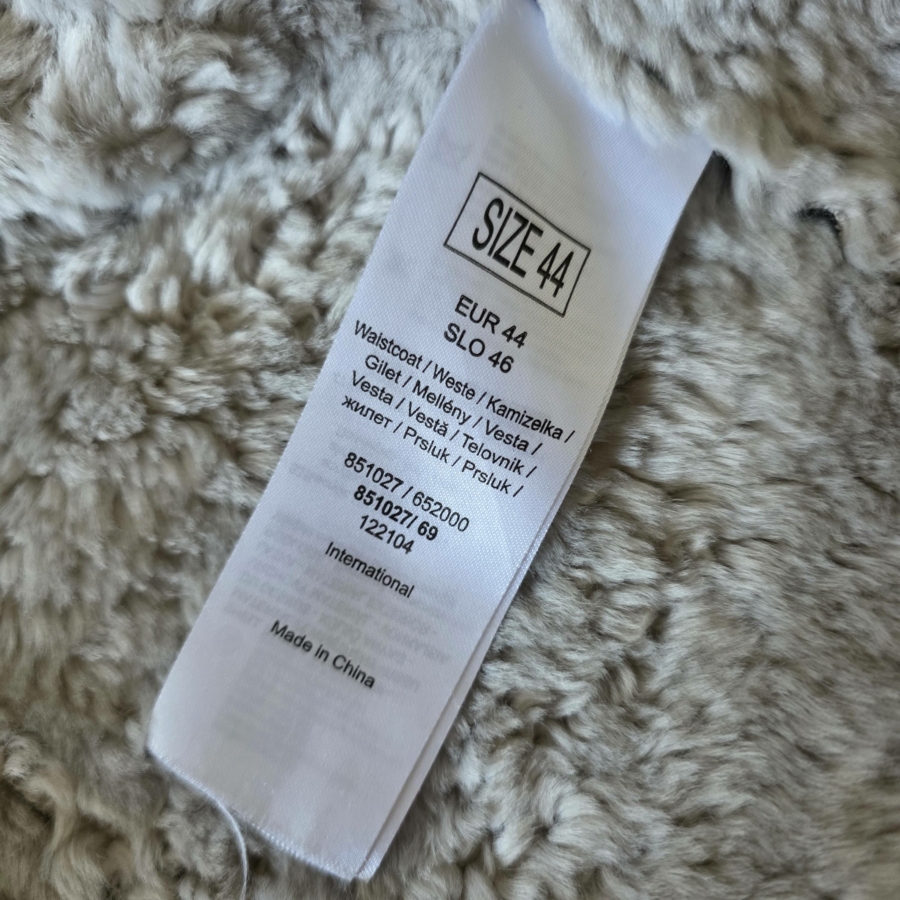 SIZE 44
EUR 44
SLO 46
Waistcoat / Weste / Kamizelka /
Gilet / Mellény / Vesta /
Vesta / Vestă / Telovnik /
жилет / Prsluk / Prsluk /
851027 / 652000
851027/ 69
122104
International
Made in China